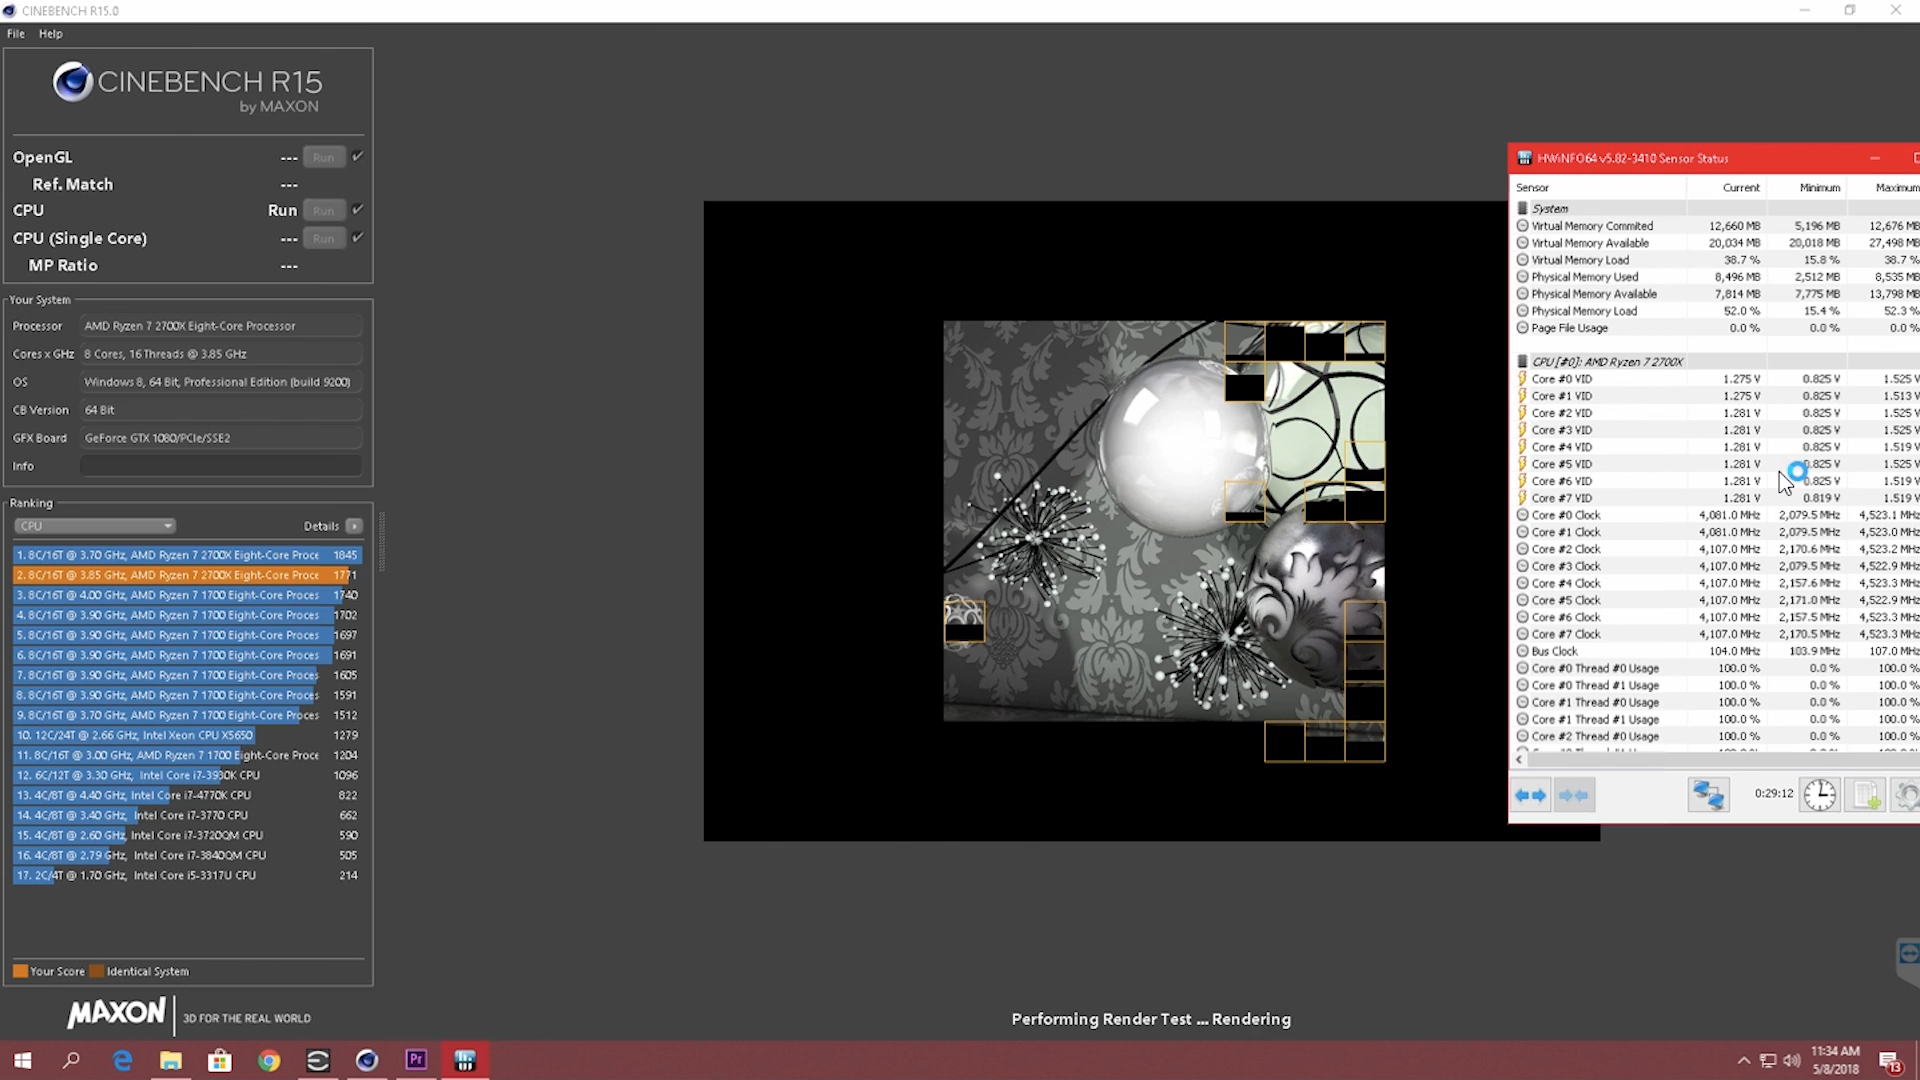 CINEBENCH R15.0
File Help
CINEBENCH R15
by MAXON
OpenGL --- Run
Ref. Match ---
CPU Run Run
CPU (Single Core) --- Run
MP Ratio ---
Your System
Processor AMD Ryzen 7 2700X Eight-Core Processor
Cores x GHz 8 Cores, 16 Threads @ 3.85 GHz
OS Windows 8, 64 Bit, Professional Edition (build 9200)
CB Version 64 Bit
GFX Board GeForce GTX 1080/PCIe/SSE2
Info
Ranking
CPU Details
1. 8C/16T @ 3.70 GHz, AMD Ryzen 7 2700X Eight-Core Proce 1845
2. 8C/16T @ 3.85 GHz, AMD Ryzen 7 2700X Eight-Core Proce 1771
3. 8C/16T @ 4.00 GHz, AMD Ryzen 7 1700 Eight-Core Proces 1740
4. 8C/16T @ 3.90 GHz, AMD Ryzen 7 1700 Eight-Core Proces 1702
5. 8C/16T @ 3.90 GHz, AMD Ryzen 7 1700 Eight-Core Proces 1697
6. 8C/16T @ 3.90 GHz, AMD Ryzen 7 1700 Eight-Core Proces 1691
7. 8C/16T @ 3.90 GHz, AMD Ryzen 7 1700 Eight-Core Proces 1605
8. 8C/16T @ 3.90 GHz, AMD Ryzen 7 1700 Eight-Core Proces 1591
9. 8C/16T @ 3.70 GHz, AMD Ryzen 7 1700 Eight-Core Proces 1512
10. 12C/24T @ 2.66 GHz, Intel Xeon CPU X5650 1279
11. 8C/16T @ 3.00 GHz, AMD Ryzen 7 1700 Eight-Core Proce 1204
12. 6C/12T @ 3.30 GHz, Intel Core i7-3930K CPU 1096
13. 4C/8T @ 4.40 GHz, Intel Core i7-4770K CPU 822
14. 4C/8T @ 3.40 GHz, Intel Core i7-3770 CPU 662
15. 4C/8T @ 2.60 GHz, Intel Core i7-3720QM CPU 590
16. 4C/8T @ 2.79 GHz, Intel Core i7-3840QM CPU 505
17. 2C/4T @ 1.70 GHz, Intel Core i5-3317U CPU 214
Your Score Identical System
MAXON 3D FOR THE REAL WORLD
Performing Render Test ... Rendering
HWiNFO64 v5.82-3410 Sensor Status
Sensor Current Minimum Maximum
System
Virtual Memory Commited 12,660 MB 5,196 MB 12,676 MB
Virtual Memory Available 20,034 MB 20,018 MB 27,498 MB
Virtual Memory Load 38.7 % 15.8 % 38.7 %
Physical Memory Used 8,496 MB 2,512 MB 8,535 MB
Physical Memory Available 7,814 MB 7,775 MB 13,798 MB
Physical Memory Load 52.0 % 15.4 % 52.3 %
Page File Usage 0.0 % 0.0 % 0.0 %
CPU [#0]: AMD Ryzen 7 2700X
Core #0 VID 1.275 V 0.825 V 1.525 V
Core #1 VID 1.275 V 0.825 V 1.513 V
Core #2 VID 1.281 V 0.825 V 1.525 V
Core #3 VID 1.281 V 0.825 V 1.525 V
Core #4 VID 1.281 V 0.825 V 1.519 V
Core #5 VID 1.281 V 0.825 V 1.525 V
Core #6 VID 1.281 V 0.825 V 1.519 V
Core #7 VID 1.281 V 0.819 V 1.519 V
Core #0 Clock 4,081.0 MHz 2,079.5 MHz 4,523.1 MHz
Core #1 Clock 4,081.0 MHz 2,079.5 MHz 4,523.0 MHz
Core #2 Clock 4,107.0 MHz 2,170.6 MHz 4,523.2 MHz
Core #3 Clock 4,107.0 MHz 2,079.5 MHz 4,522.9 MHz
Core #4 Clock 4,107.0 MHz 2,157.6 MHz 4,523.3 MHz
Core #5 Clock 4,107.0 MHz 2,171.0 MHz 4,522.9 MHz
Core #6 Clock 4,107.0 MHz 2,157.5 MHz 4,523.3 MHz
Core #7 Clock 4,107.0 MHz 2,170.5 MHz 4,523.3 MHz
Bus Clock 104.0 MHz 103.9 MHz 107.0 MHz
Core #0 Thread #0 Usage 100.0 % 0.0 % 100.0 %
Core #0 Thread #1 Usage 100.0 % 0.0 % 100.0 %
Core #1 Thread #0 Usage 100.0 % 0.0 % 100.0 %
Core #1 Thread #1 Usage 100.0 % 0.0 % 100.0 %
Core #2 Thread #0 Usage 100.0 % 0.0 % 100.0 %
0:29:12
Pr
11:34 AM
5/8/2018
13